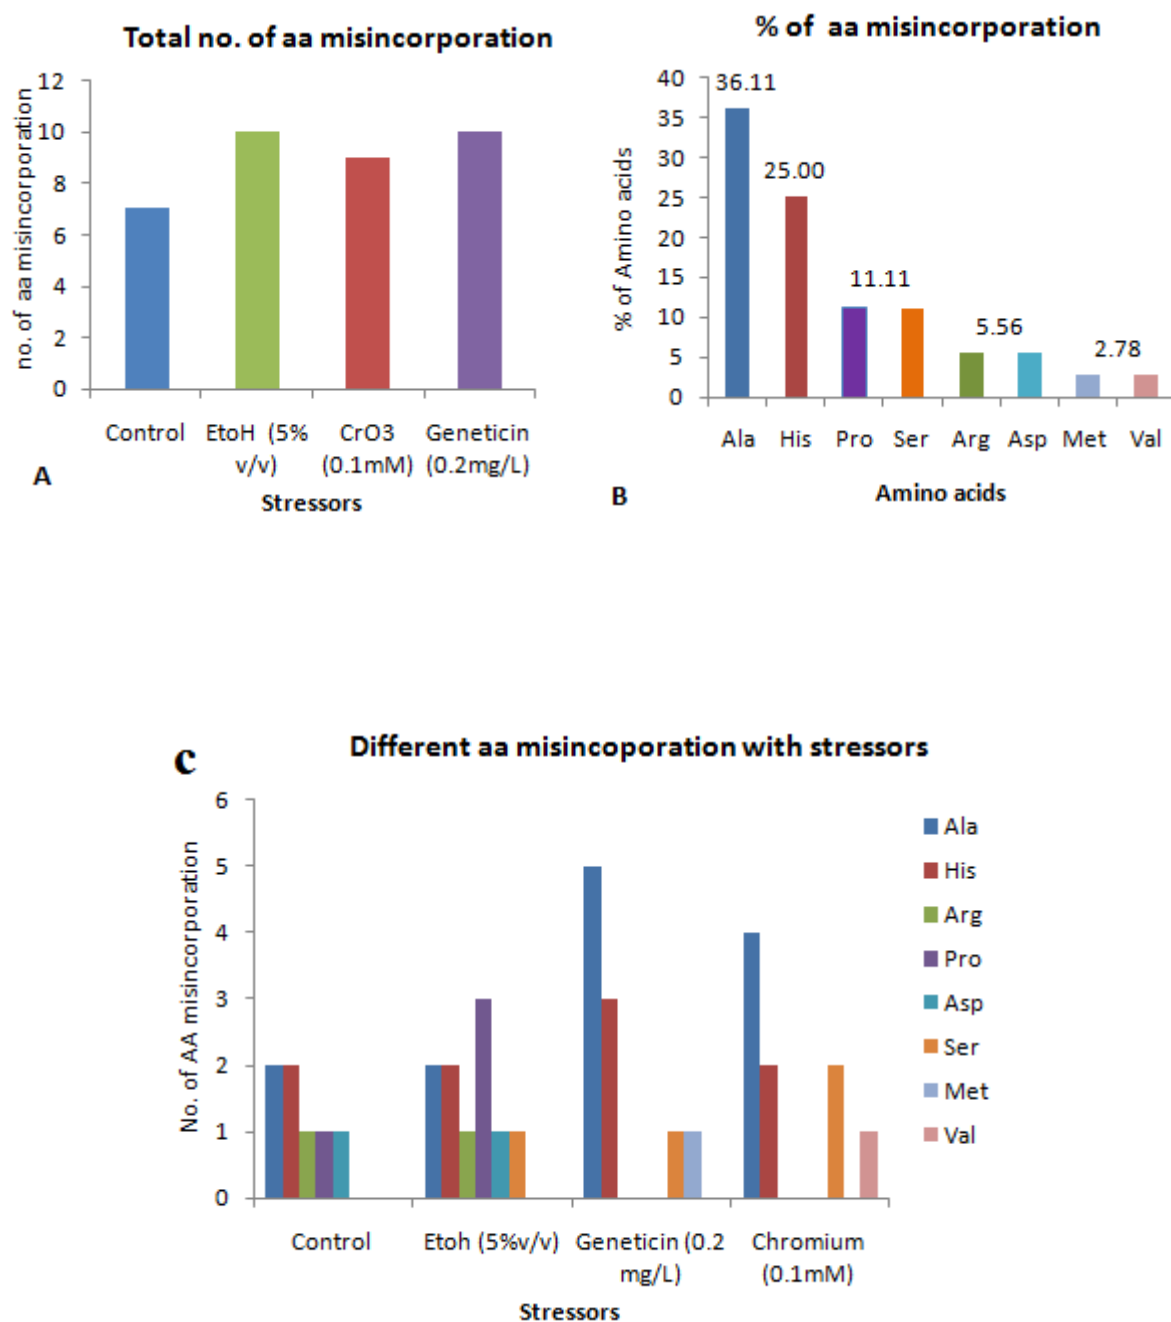 Total no. of aa misincorporation
no. of aa misincorporation
12
10
8
6
4
2
0
Control
EtoH (5%
v/v)
CrO3
(0.1mM)
Geneticin
(0.2mg/L)
Stressors
A
% of aa misincorporation
% of Amino acids
40
35
30
25
20
15
10
5
0
36.11
25.00
11.11
5.56
2.78
Ala His Pro Ser Arg Asp Met Val
Amino acids
B
c
Different aa misincoporation with stressors
No. of AA misincorporation
6
5
4
3
2
1
0
Control
Etoh (5%v/v)
Geneticin (0.2
mg/L)
Chromium
(0.1mM)
Stressors
Ala
His
Arg
Pro
Asp
Ser
Met
Val